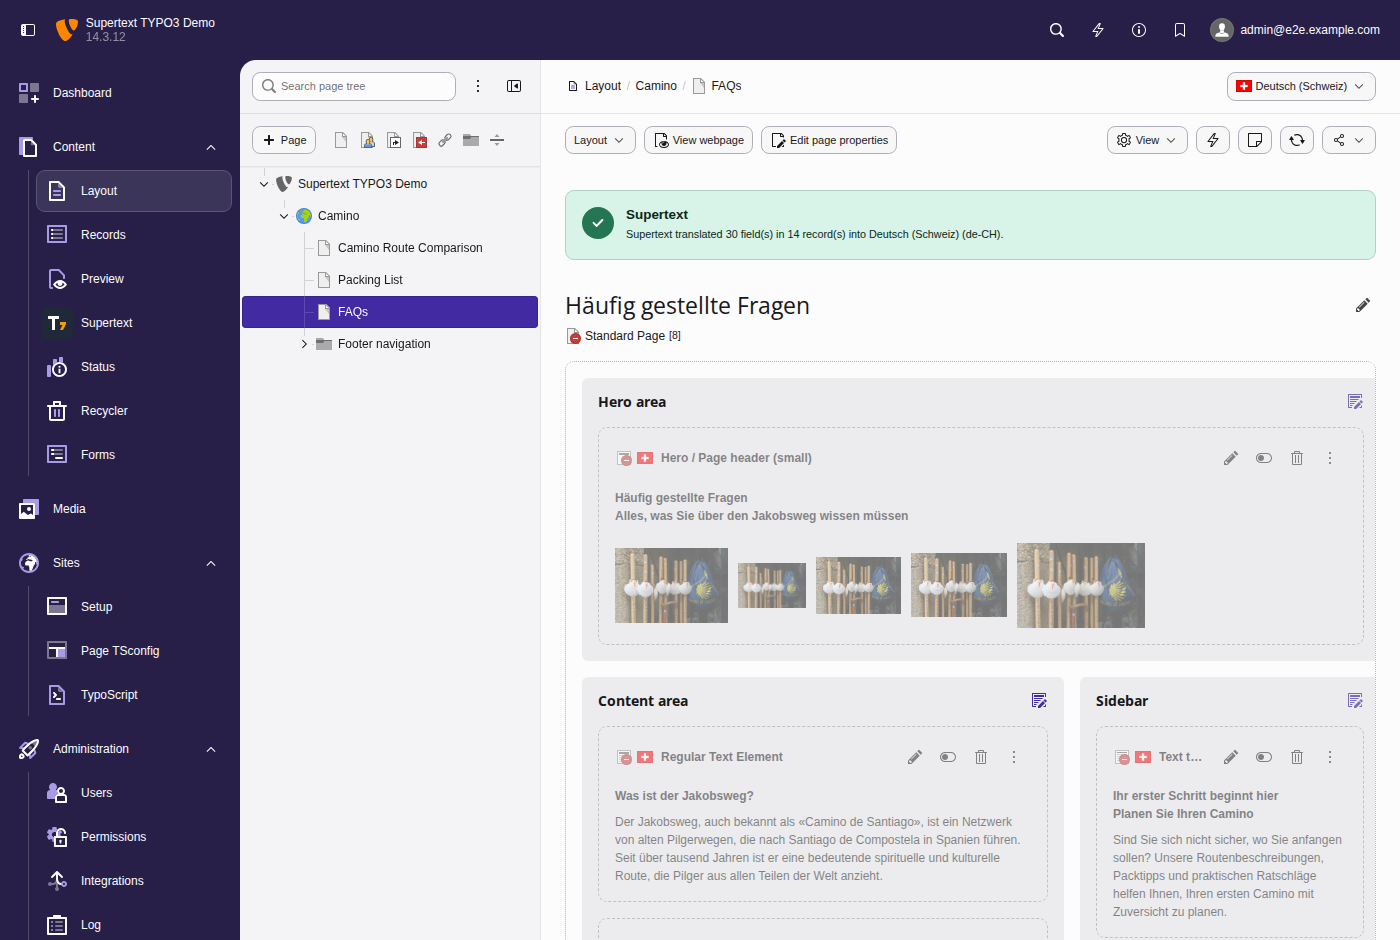 Supertext TYPO3 Demo
14.3.12
admin@e2e.example.com
Dashboard
Content
Layout
Records
Preview
Supertext
Status
Recycler
Forms
Media
Sites
Setup
Page TSconfig
TypoScript
Administration
Users
Permissions
Integrations
Log
Search page tree
Page
Supertext TYPO3 Demo
Camino
Camino Route Comparison
Packing List
FAQs
Footer navigation
Layout / Camino / FAQs
Deutsch (Schweiz)
Layout
View webpage
Edit page properties
View
Supertext
Supertext translated 30 field(s) in 14 record(s) into Deutsch (Schweiz) (de-CH).
Häufig gestellte Fragen
Standard Page [8]
Hero area
Hero / Page header (small)
Häufig gestellte Fragen
Alles, was Sie über den Jakobsweg wissen müssen
Content area
Regular Text Element
Was ist der Jakobsweg?
Der Jakobsweg, auch bekannt als «Camino de Santiago», ist ein Netzwerk
von alten Pilgerwegen, die nach Santiago de Compostela in Spanien führen.
Seit über tausend Jahren ist er eine bedeutende spirituelle und kulturelle
Route, die Pilger aus allen Teilen der Welt anzieht.
Sidebar
Text t...
Ihr erster Schritt beginnt hier
Planen Sie Ihren Camino
Sind Sie sich nicht sicher, wo Sie anfangen
sollen? Unsere Routenbeschreibungen,
Packtipps und praktischen Ratschläge
helfen Ihnen, Ihren ersten Camino mit
Zuversicht zu planen.